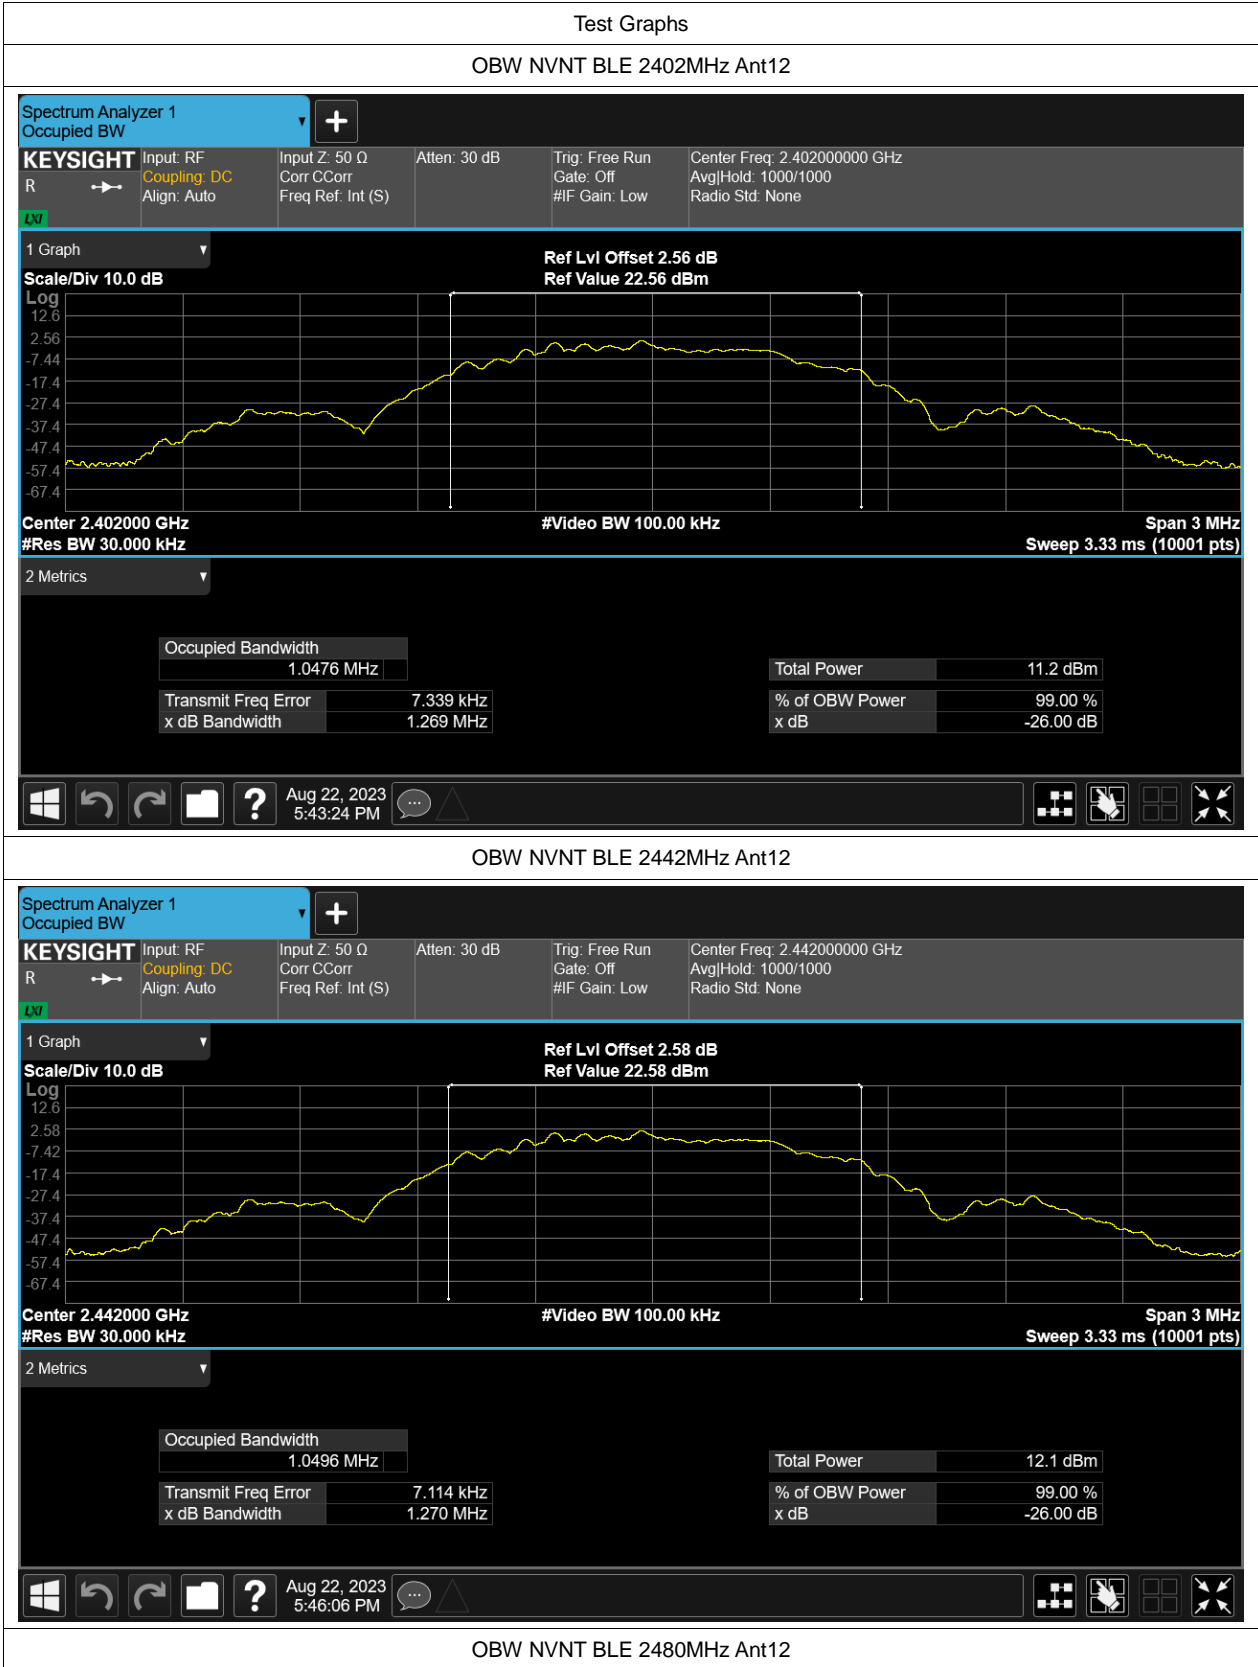 Test Graphs
OBW NVNT BLE 2402MHz Ant12
Spectrum Analyzer 1
Occupied BW
KEYSIGHT
R
LXI
Input: RF
Coupling: DC
Align: Auto
Input Z: 50 Ω
Corr CCorr
Freq Ref: Int (S)
Atten: 30 dB
Trig: Free Run
Gate: Off
#IF Gain: Low
Center Freq: 2.402000000 GHz
Avg|Hold: 1000/1000
Radio Std: None
1 Graph
Scale/Div 10.0 dB
Ref Lvl Offset 2.56 dB
Ref Value 22.56 dBm
Log
12.6
2.56
-7.44
-17.4
-27.4
-37.4
-47.4
-57.4
-67.4
Center 2.402000 GHz
#Res BW 30.000 kHz
#Video BW 100.00 kHz
Span 3 MHz
Sweep 3.33 ms (10001 pts)
2 Metrics
Occupied Bandwidth
1.0476 MHz
Transmit Freq Error 7.339 kHz
x dB Bandwidth 1.269 MHz
Total Power 11.2 dBm
% of OBW Power 99.00 %
x dB -26.00 dB
Aug 22, 2023
5:43:24 PM
OBW NVNT BLE 2442MHz Ant12
Spectrum Analyzer 1
Occupied BW
KEYSIGHT
R
LXI
Input: RF
Coupling: DC
Align: Auto
Input Z: 50 Ω
Corr CCorr
Freq Ref: Int (S)
Atten: 30 dB
Trig: Free Run
Gate: Off
#IF Gain: Low
Center Freq: 2.442000000 GHz
Avg|Hold: 1000/1000
Radio Std: None
1 Graph
Scale/Div 10.0 dB
Ref Lvl Offset 2.58 dB
Ref Value 22.58 dBm
Log
12.6
2.58
-7.42
-17.4
-27.4
-37.4
-47.4
-57.4
-67.4
Center 2.442000 GHz
#Res BW 30.000 kHz
#Video BW 100.00 kHz
Span 3 MHz
Sweep 3.33 ms (10001 pts)
2 Metrics
Occupied Bandwidth
1.0496 MHz
Transmit Freq Error 7.114 kHz
x dB Bandwidth 1.270 MHz
Total Power 12.1 dBm
% of OBW Power 99.00 %
x dB -26.00 dB
Aug 22, 2023
5:46:06 PM
OBW NVNT BLE 2480MHz Ant12